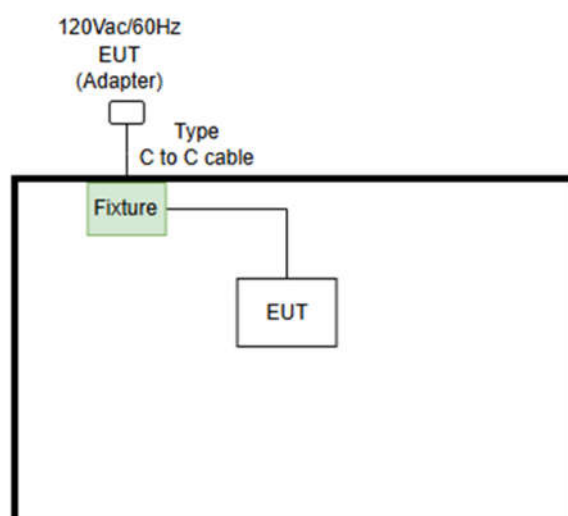 120Vac/60Hz
EUT
(Adapter)
Type
C to C cable
Fixture
EUT